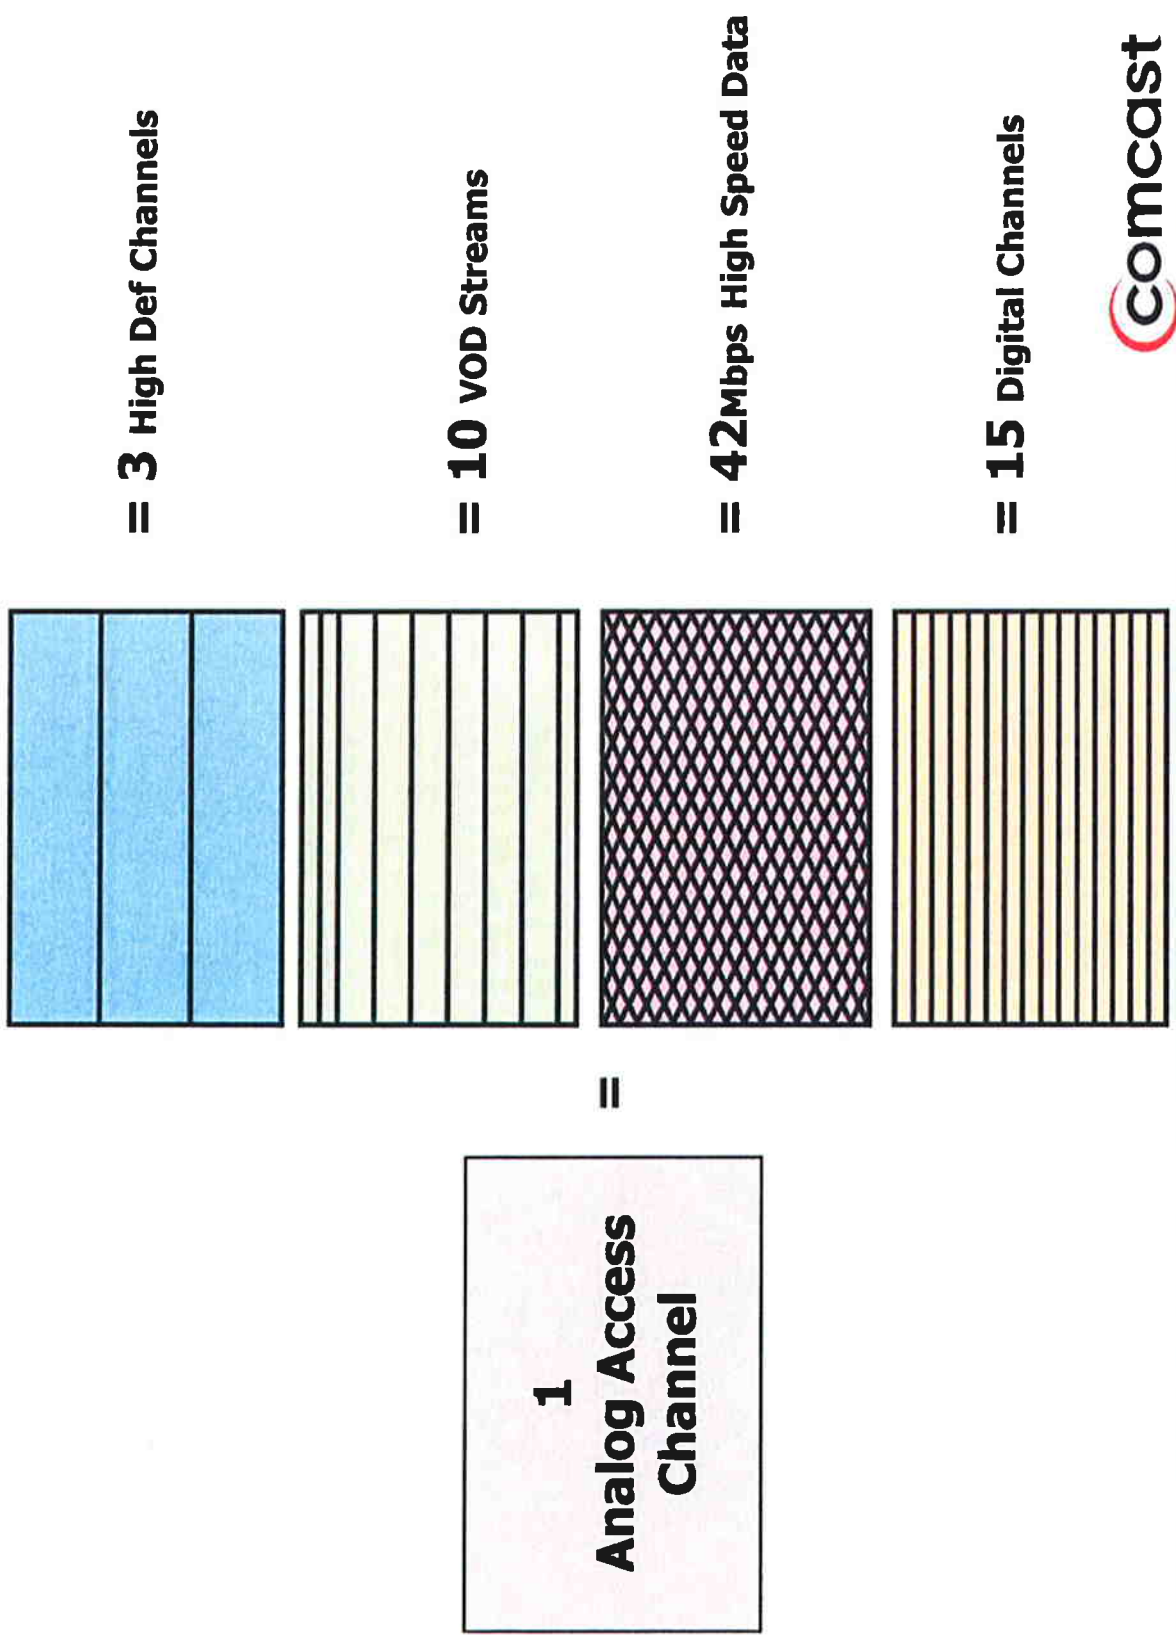 1
Analog Access
Channel
=
= 3 High Def Channels
= 10 VOD Streams
= 42Mbps High Speed Data
= 15 Digital Channels
comcast